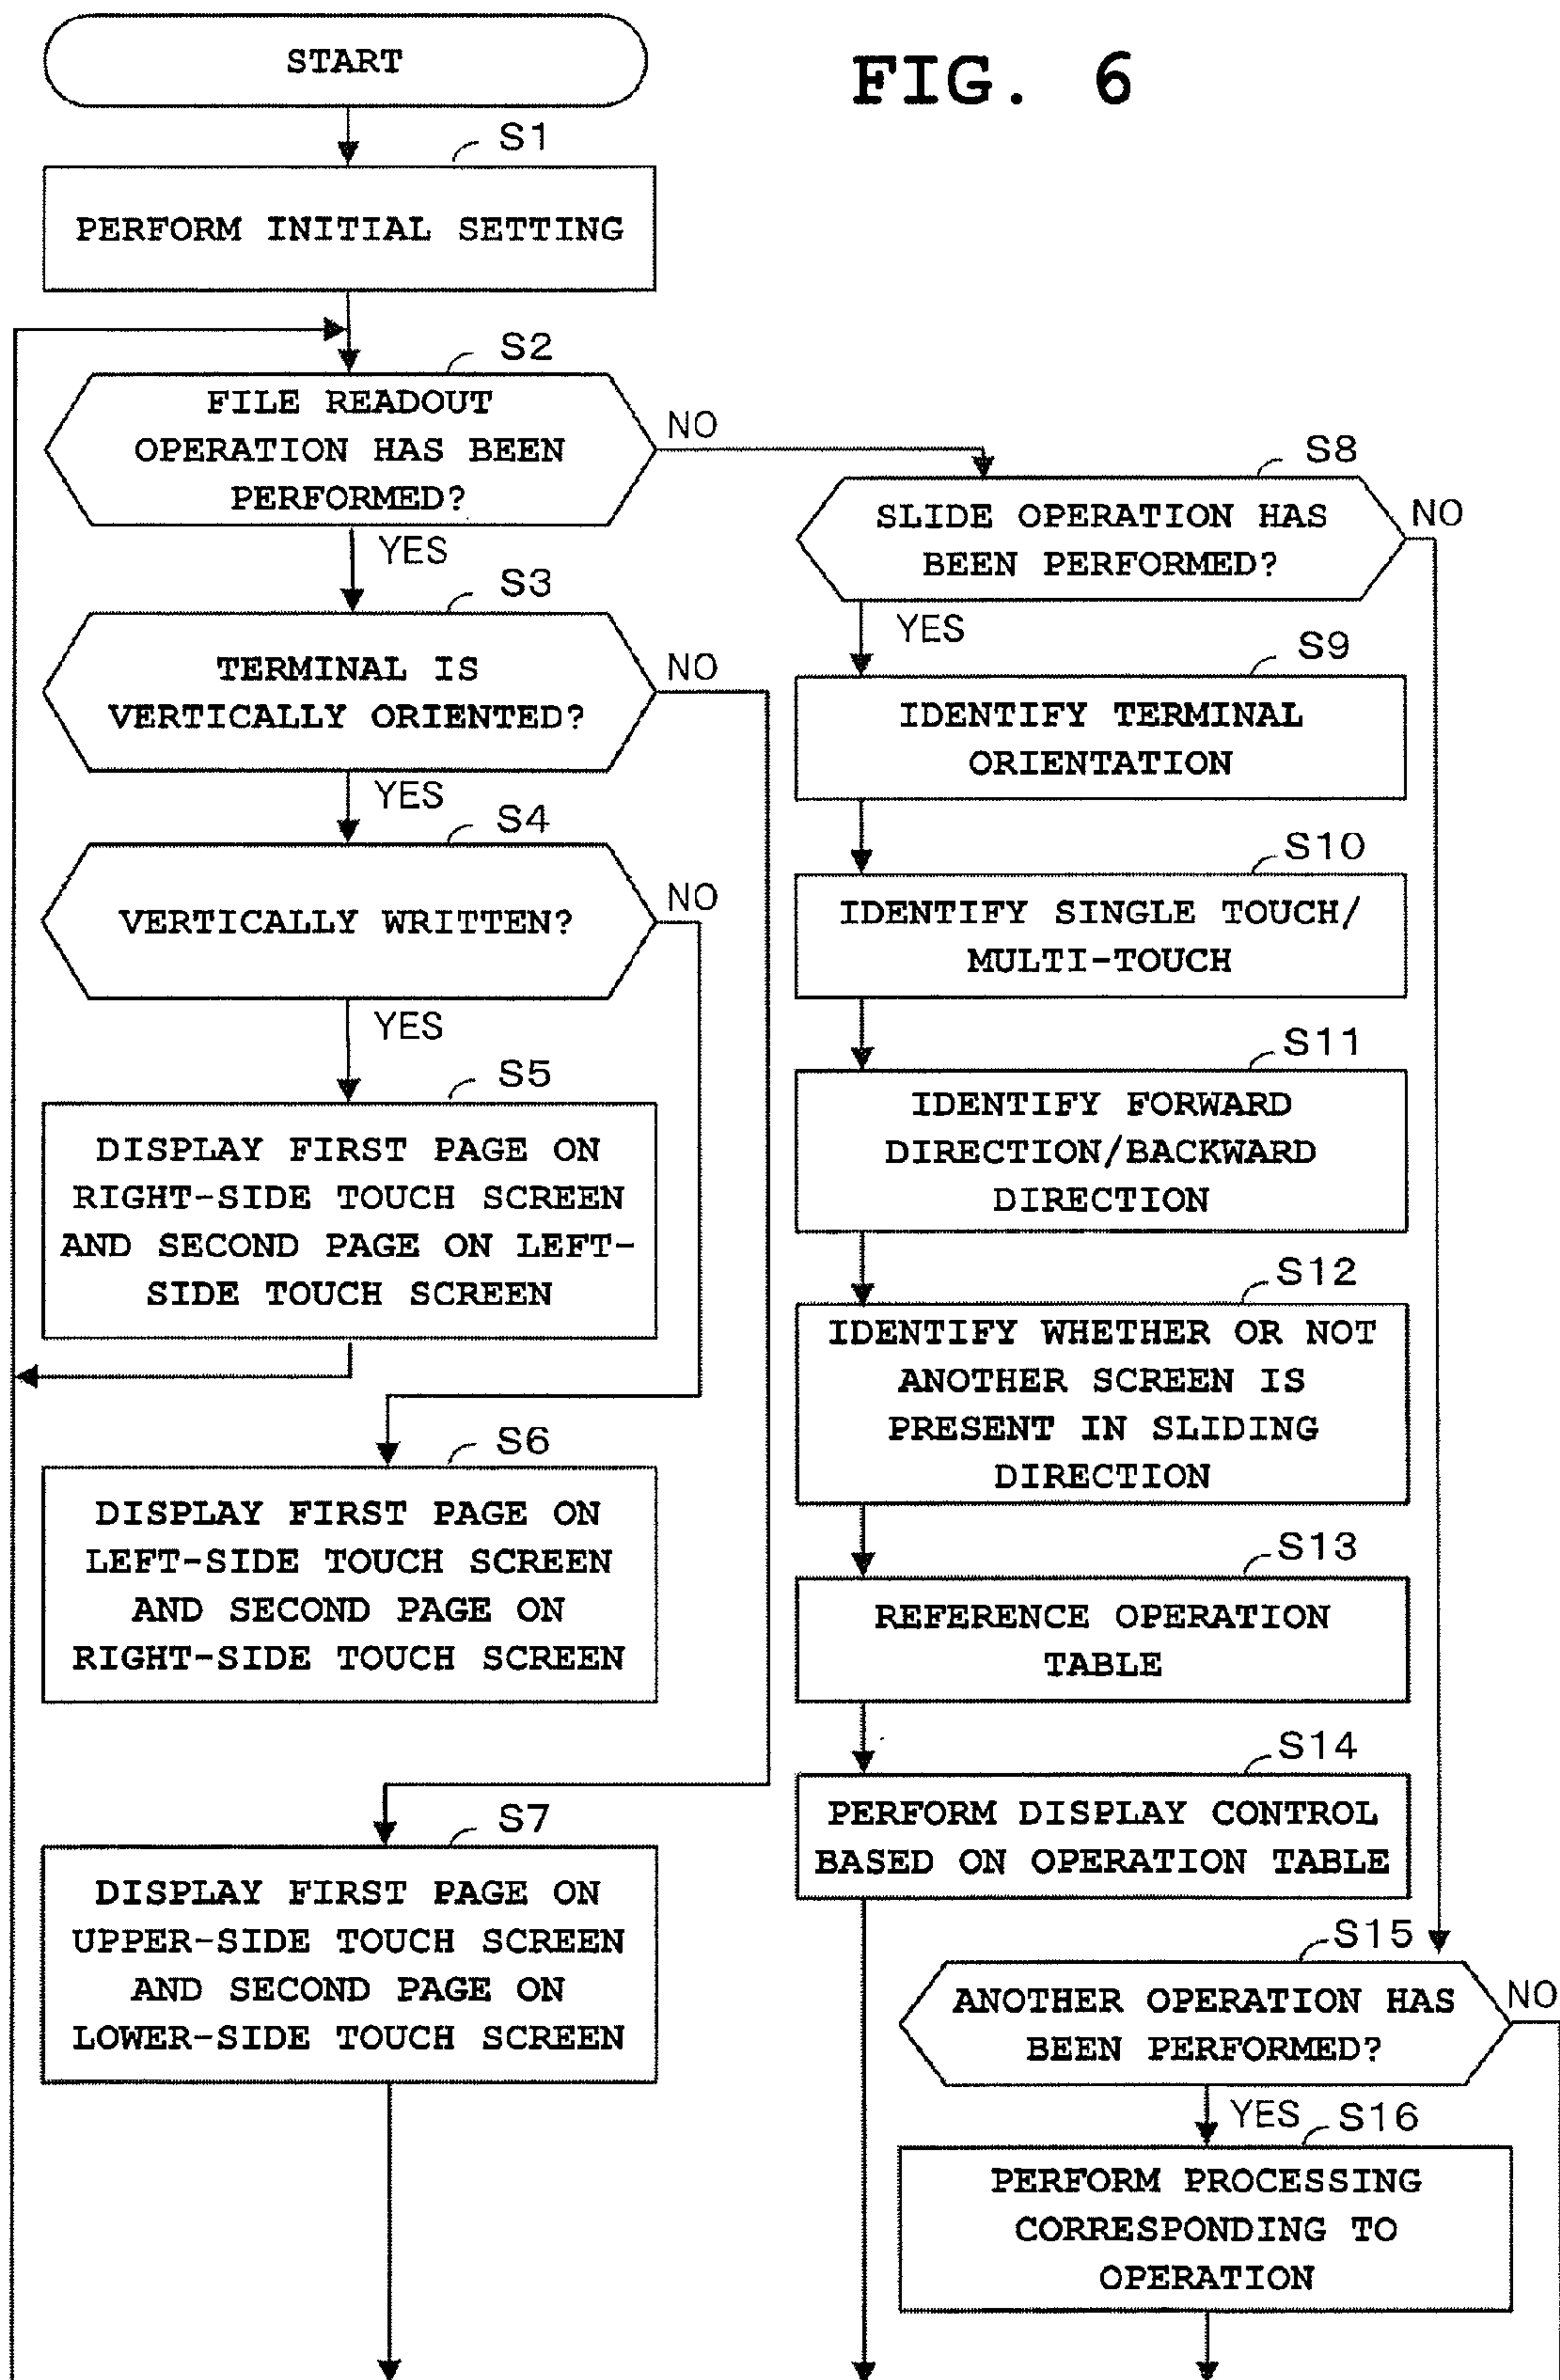 FIG. 6
START
S1
PERFORM INITIAL SETTING
S2
FILE READOUT
OPERATION HAS BEEN
PERFORMED?
NO
YES
S3
TERMINAL IS
VERTICALLY ORIENTED?
NO
YES
S4
VERTICALLY WRITTEN?
NO
YES
S5
DISPLAY FIRST PAGE ON
RIGHT-SIDE TOUCH SCREEN
AND SECOND PAGE ON LEFT-
SIDE TOUCH SCREEN
S6
DISPLAY FIRST PAGE ON
LEFT-SIDE TOUCH SCREEN
AND SECOND PAGE ON
RIGHT-SIDE TOUCH SCREEN
S7
DISPLAY FIRST PAGE ON
UPPER-SIDE TOUCH SCREEN
AND SECOND PAGE ON
LOWER-SIDE TOUCH SCREEN
S8
SLIDE OPERATION HAS
BEEN PERFORMED?
NO
YES
S9
IDENTIFY TERMINAL
ORIENTATION
S10
IDENTIFY SINGLE TOUCH/
MULTI-TOUCH
S11
IDENTIFY FORWARD
DIRECTION/BACKWARD
DIRECTION
S12
IDENTIFY WHETHER OR NOT
ANOTHER SCREEN IS
PRESENT IN SLIDING
DIRECTION
S13
REFERENCE OPERATION
TABLE
S14
PERFORM DISPLAY CONTROL
BASED ON OPERATION TABLE
S15
ANOTHER OPERATION HAS
BEEN PERFORMED?
NO
YES
S16
PERFORM PROCESSING
CORRESPONDING TO
OPERATION